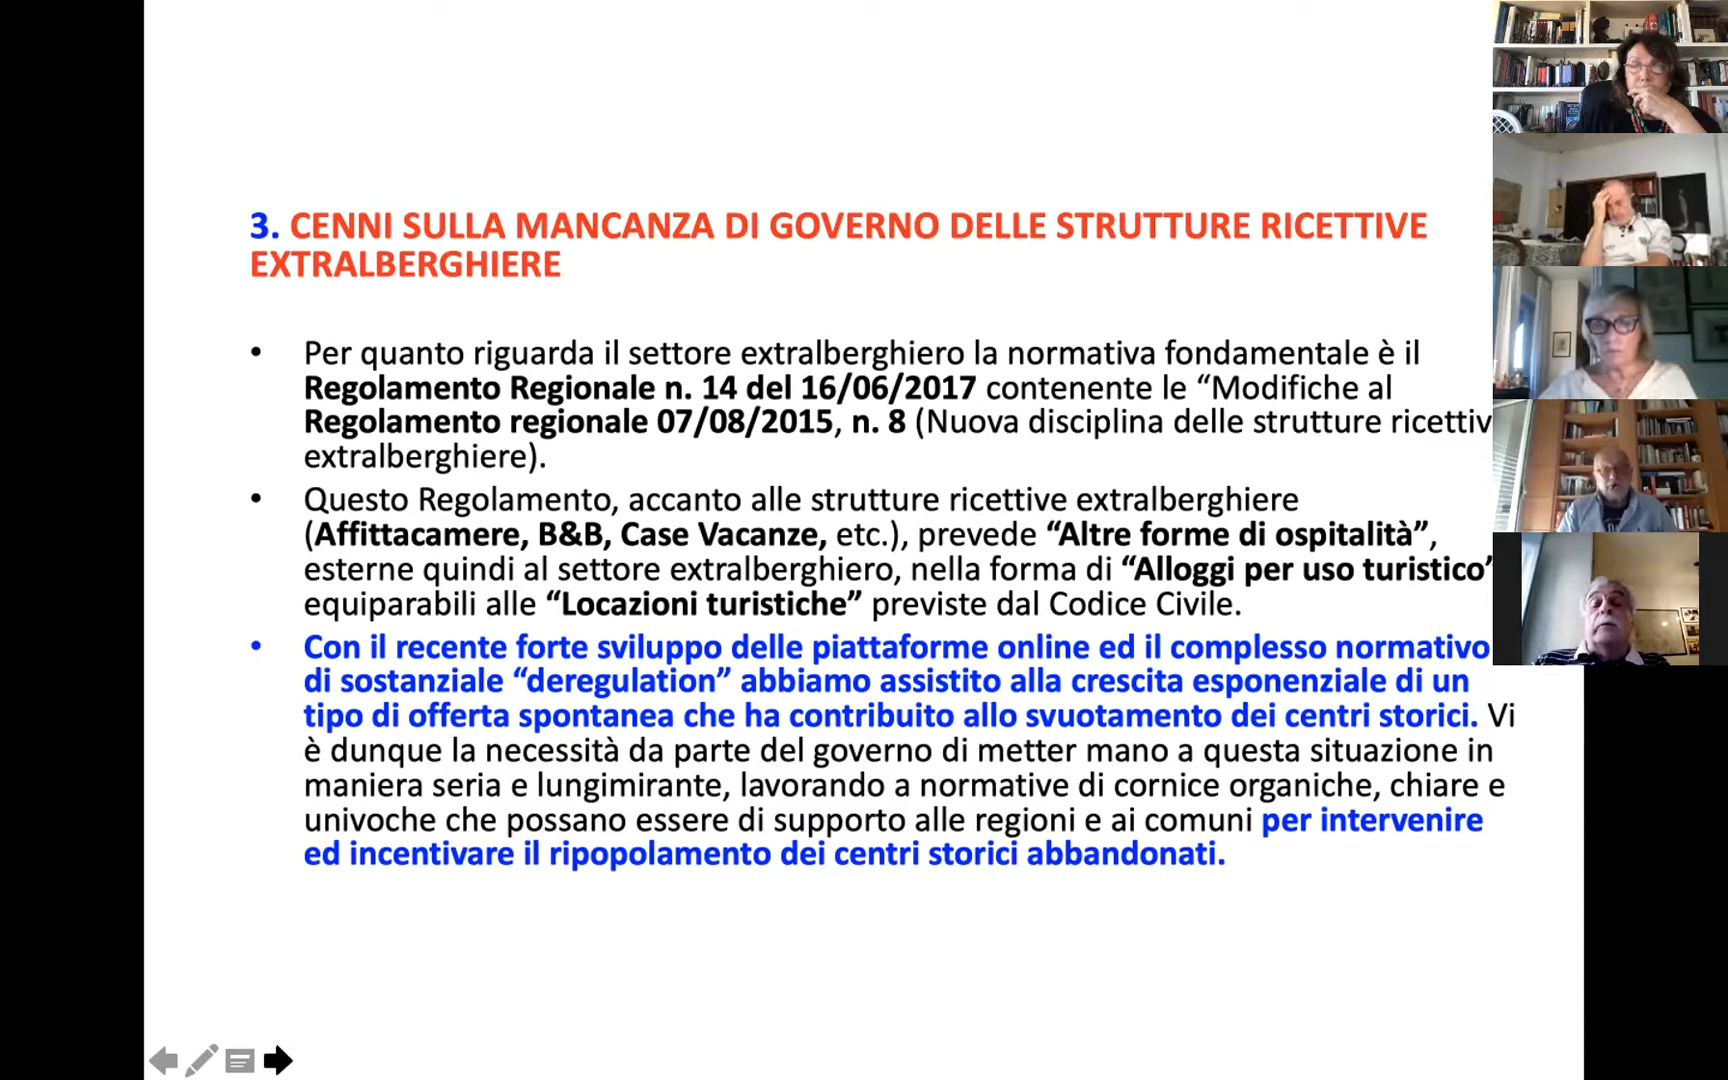 3. CENNI SULLA MANCANZA DI GOVERNO DELLE STRUTTURE RICETTIVE
EXTRALBERGHIERE
• Per quanto riguarda il settore extralberghiero la normativa fondamentale è il
Regolamento Regionale n. 14 del 16/06/2017 contenente le “Modifiche al
Regolamento regionale 07/08/2015, n. 8 (Nuova disciplina delle strutture ricettiv
extralberghiere).
• Questo Regolamento, accanto alle strutture ricettive extralberghiere
(Affittacamere, B&B, Case Vacanze, etc.), prevede “Altre forme di ospitalità”,
esterne quindi al settore extralberghiero, nella forma di “Alloggi per uso turistico”
equiparabili alle “Locazioni turistiche” previste dal Codice Civile.
• Con il recente forte sviluppo delle piattaforme online ed il complesso normativo
di sostanziale “deregulation” abbiamo assistito alla crescita esponenziale di un
tipo di offerta spontanea che ha contribuito allo svuotamento dei centri storici. Vi
è dunque la necessità da parte del governo di metter mano a questa situazione in
maniera seria e lungimirante, lavorando a normative di cornice organiche, chiare e
univoche che possano essere di supporto alle regioni e ai comuni per intervenire
ed incentivare il ripopolamento dei centri storici abbandonati.